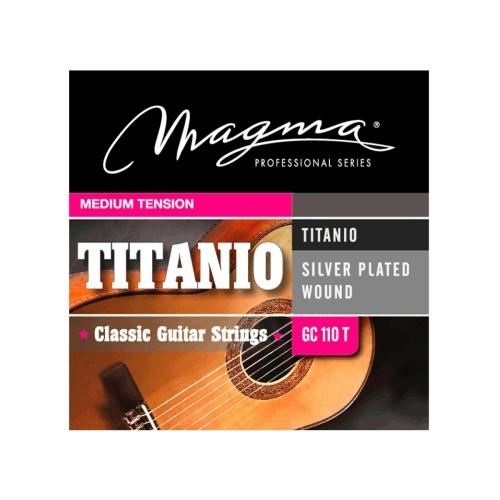 Magma®
PROFESSIONAL SERIES
MEDIUM TENSION
TITANIO
Classic Guitar Strings
TITANIO
SILVER PLATED
WOUND
GC 110 T